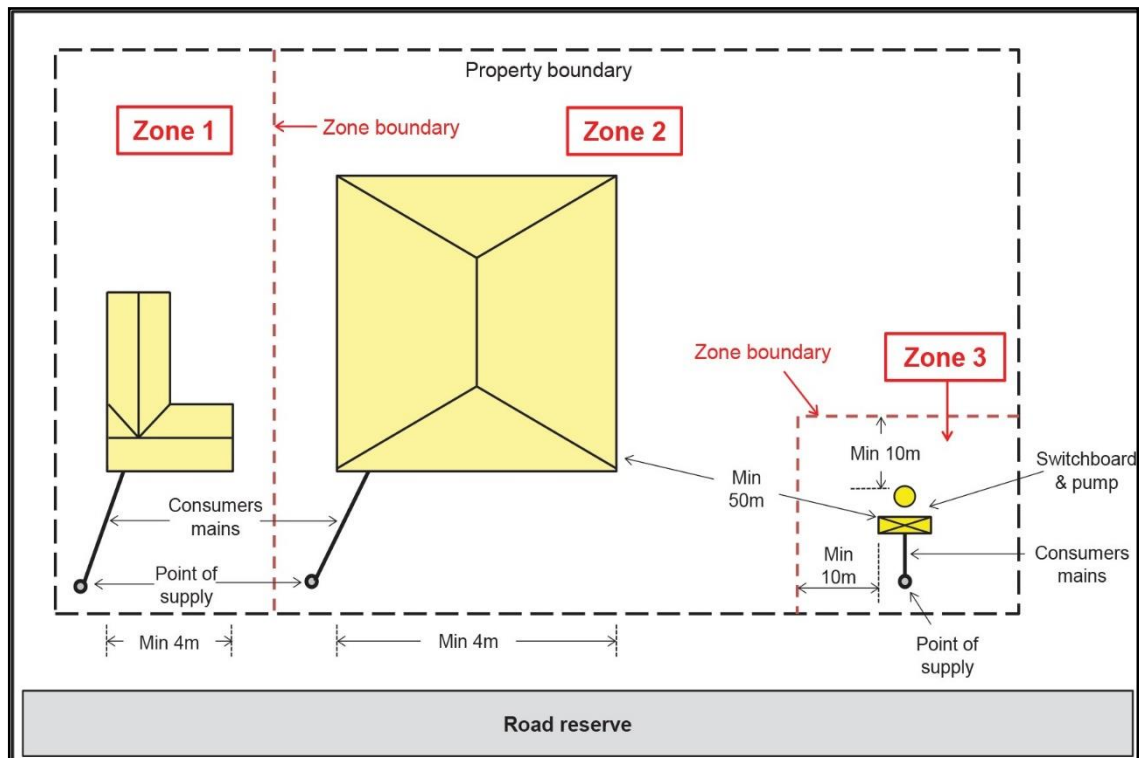 Property boundary
Zone 1
Zone boundary
Zone 2
Zone boundary
Zone 3
Min 10m
Switchboard
& pump
Min
50m
Consumers
mains
Min
10m
Consumers
mains
Point of
supply
Point of
supply
Min 4m
Min 4m
Road reserve